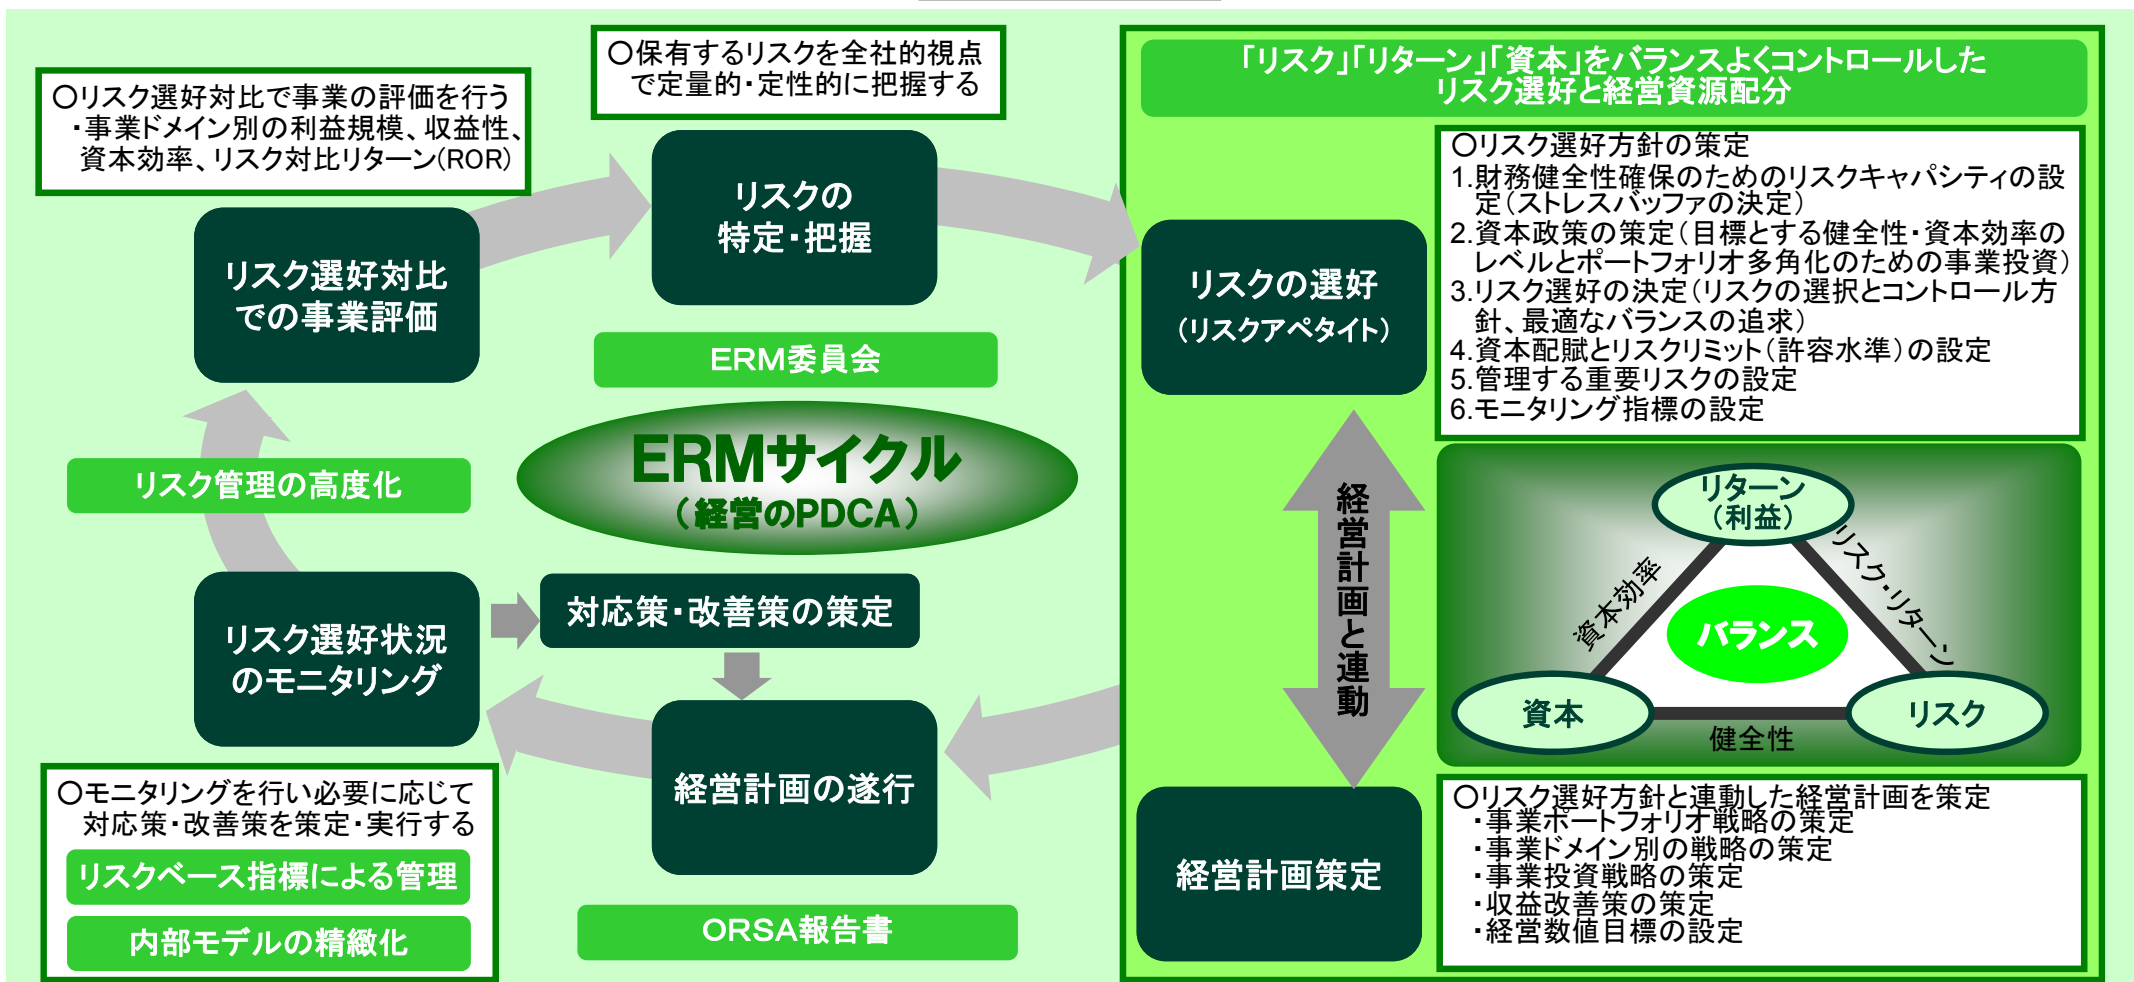 ○リスク選好対比で事業の評価を行う
・事業ドメイン別の利益規模、収益性、
資本効率、リスク対比リターン(ROR)
○保有するリスクを全社的視点
で定量的・定性的に把握する
「リスク」「リターン」「資本」をバランスよくコントロールした
リスク選好と経営資源配分
リスクの
特定・把握
リスク選好対比
での事業評価
ERM委員会
リスクの選好
(リスクアペタイト)
○リスク選好方針の策定
1.財務健全性確保のためのリスクキャパシティの設
定(ストレスバッファの決定)
2.資本政策の策定(目標とする健全性・資本効率の
レベルとポートフォリオ多角化のための事業投資)
3.リスク選好の決定(リスクの選択とコントロール方
針、最適なバランスの追求)
4.資本配賦とリスクリミット(許容水準)の設定
5.管理する重要リスクの設定
6.モニタリング指標の設定
ERMサイクル
(経営のPDCA)
リスク管理の高度化
経営計画と連動
リターン
(利益)
資本効率
リスク・リターン
バランス
資本
リスク
健全性
リスク選好状況
のモニタリング
対応策・改善策の策定
経営計画の遂行
○モニタリングを行い必要に応じて
対応策・改善策を策定・実行する
リスクベース指標による管理
内部モデルの精緻化
ORSA報告書
経営計画策定
○リスク選好方針と連動した経営計画を策定
・事業ポートフォリオ戦略の策定
・事業ドメイン別の戦略の策定
・事業投資戦略の策定
・収益改善策の策定
・経営数値目標の設定